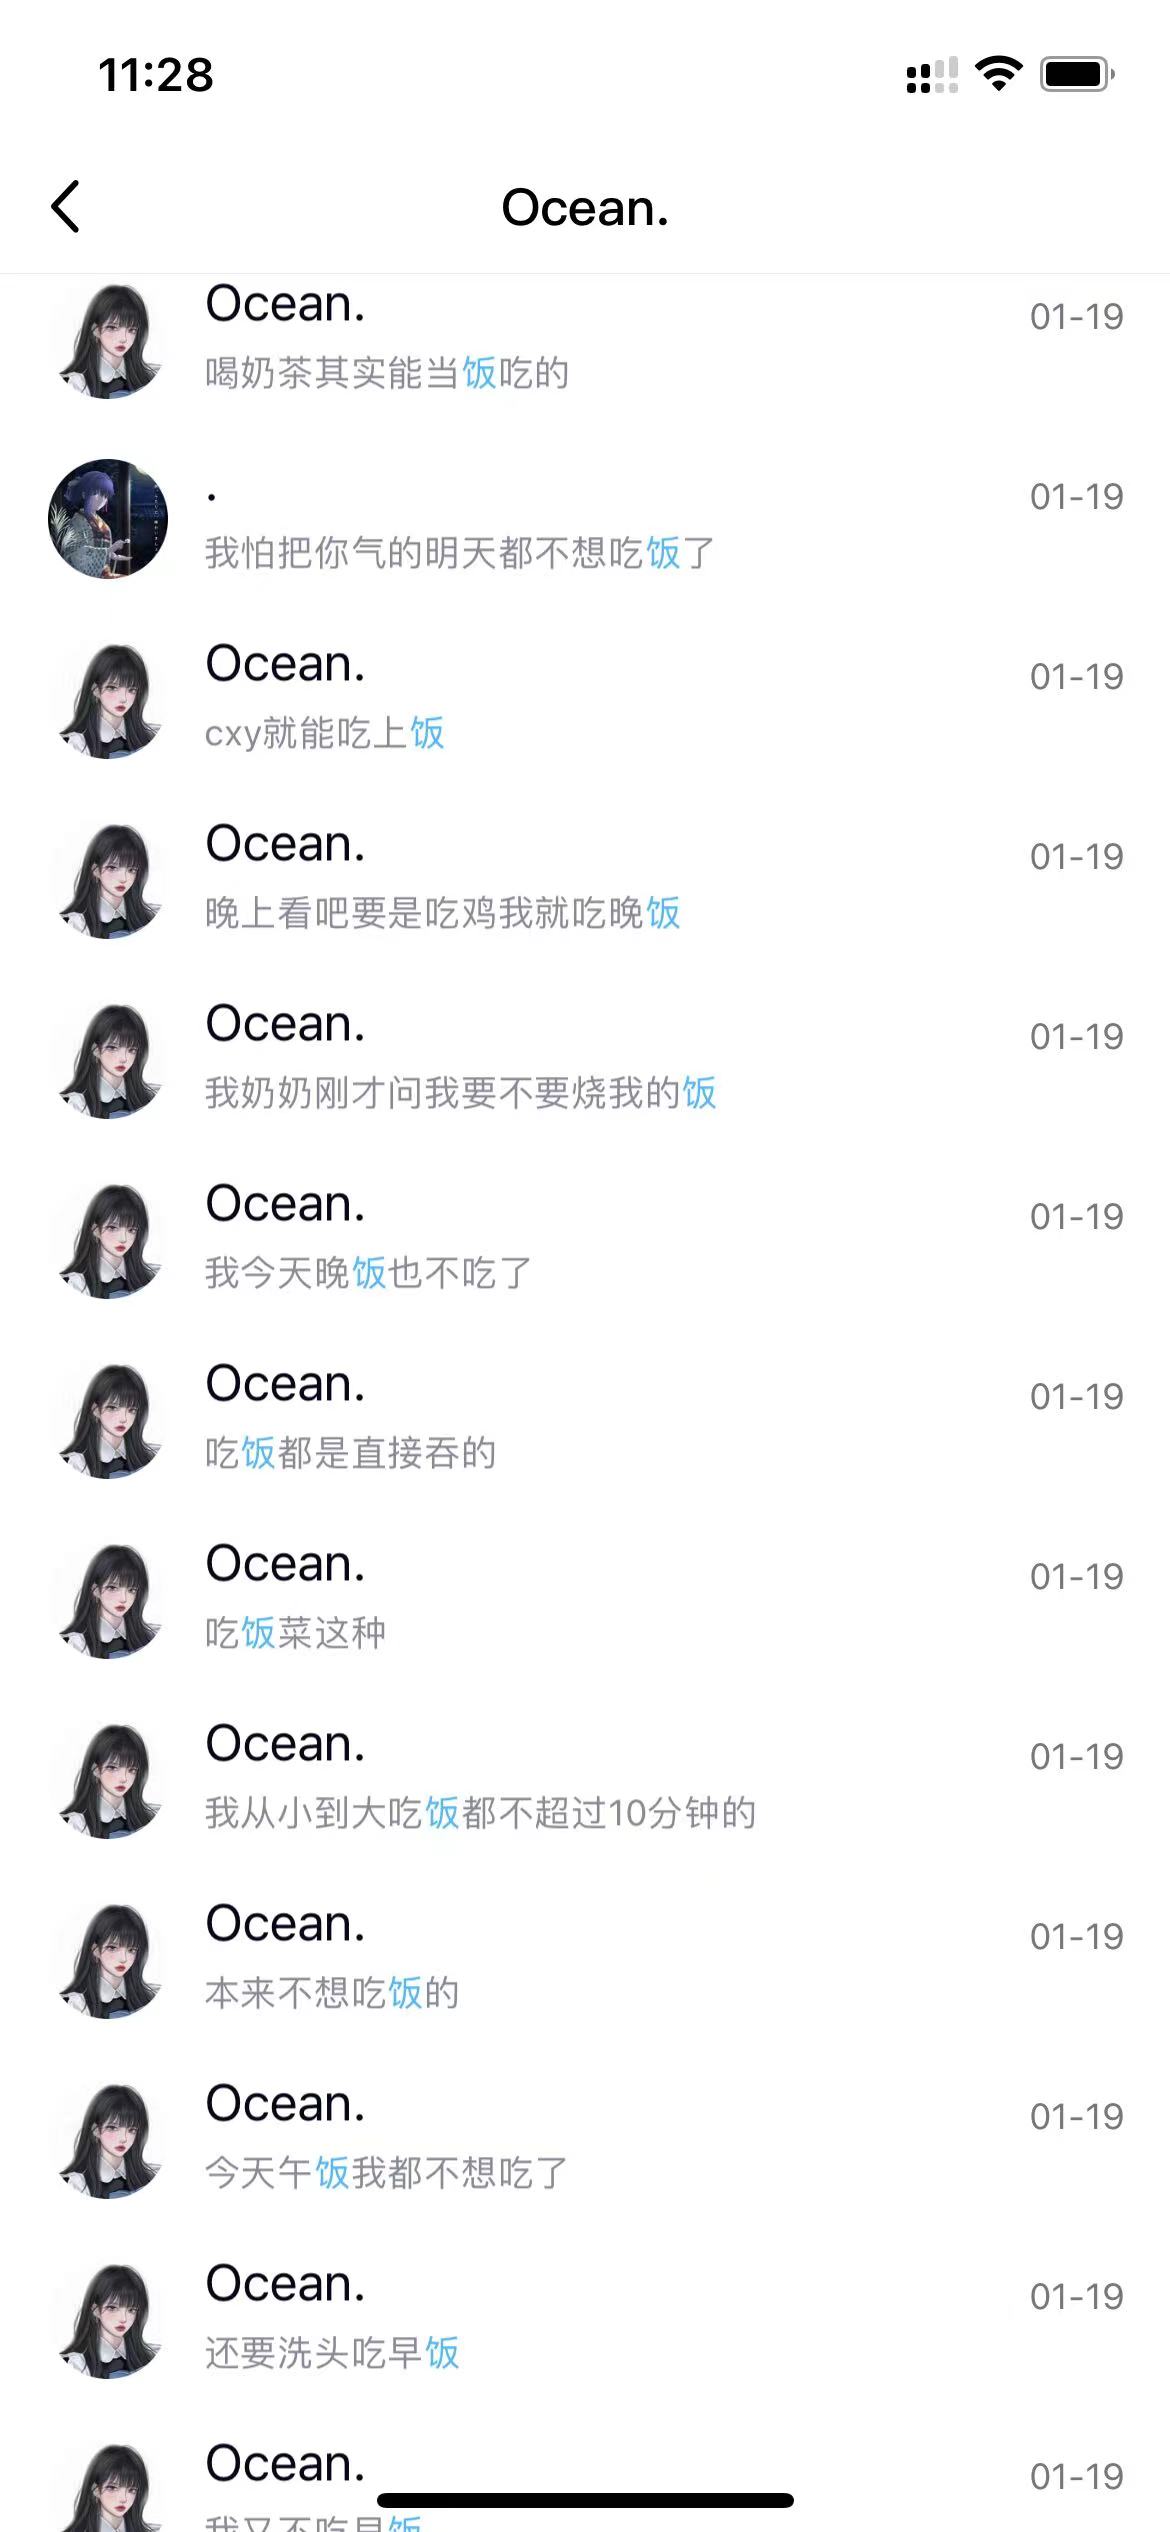 11:28
Ocean.
Ocean.
01-19
喝奶茶其实能当饭吃的
.
01-19
我怕把你气的明天都不想吃饭了
Ocean.
01-19
cxy就能吃上饭
Ocean.
01-19
晚上看吧要是吃鸡我就吃晚饭
Ocean.
01-19
我奶奶刚才问我要不要烧我的饭
Ocean.
01-19
我今天晚饭也不吃了
Ocean.
01-19
吃饭都是直接吞的
Ocean.
01-19
吃饭菜这种
Ocean.
01-19
我从小到大吃饭都不超过10分钟的
Ocean.
01-19
本来不想吃饭的
Ocean.
01-19
今天午饭我都不想吃了
Ocean.
01-19
还要洗头吃早饭
Ocean.
01-19
我又不吃早饭